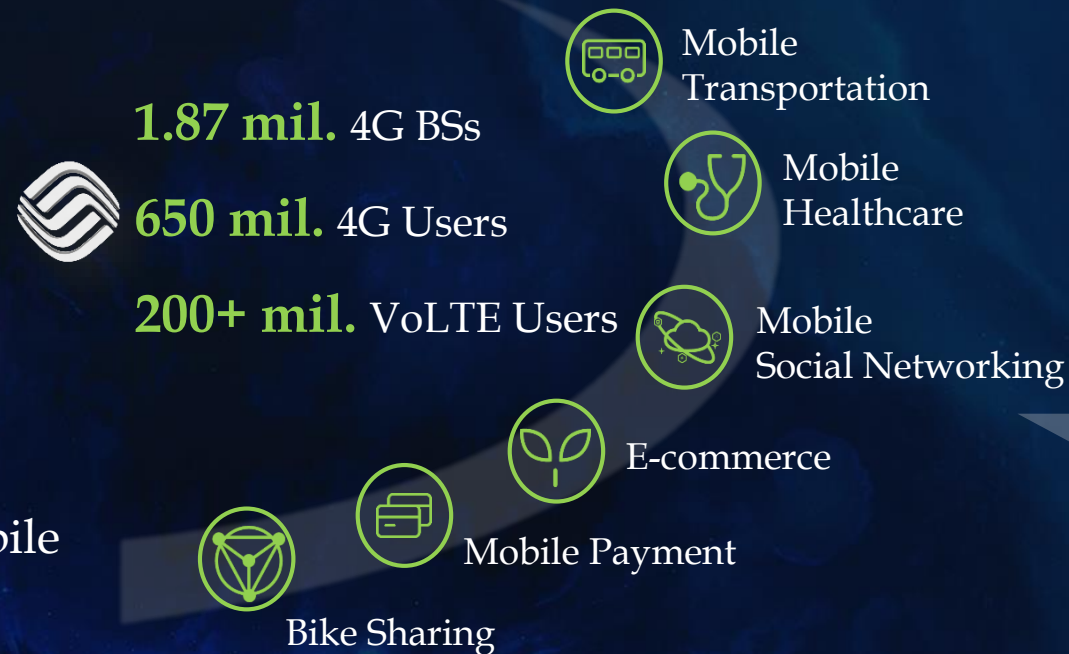 1.87 mil. 4G BSs
650 mil. 4G Users
200+ mil. VoLTE Users
Mobile
Transportation
Mobile
Healthcare
Mobile
Social Networking
E-commerce
Mobile Payment
Bike Sharing